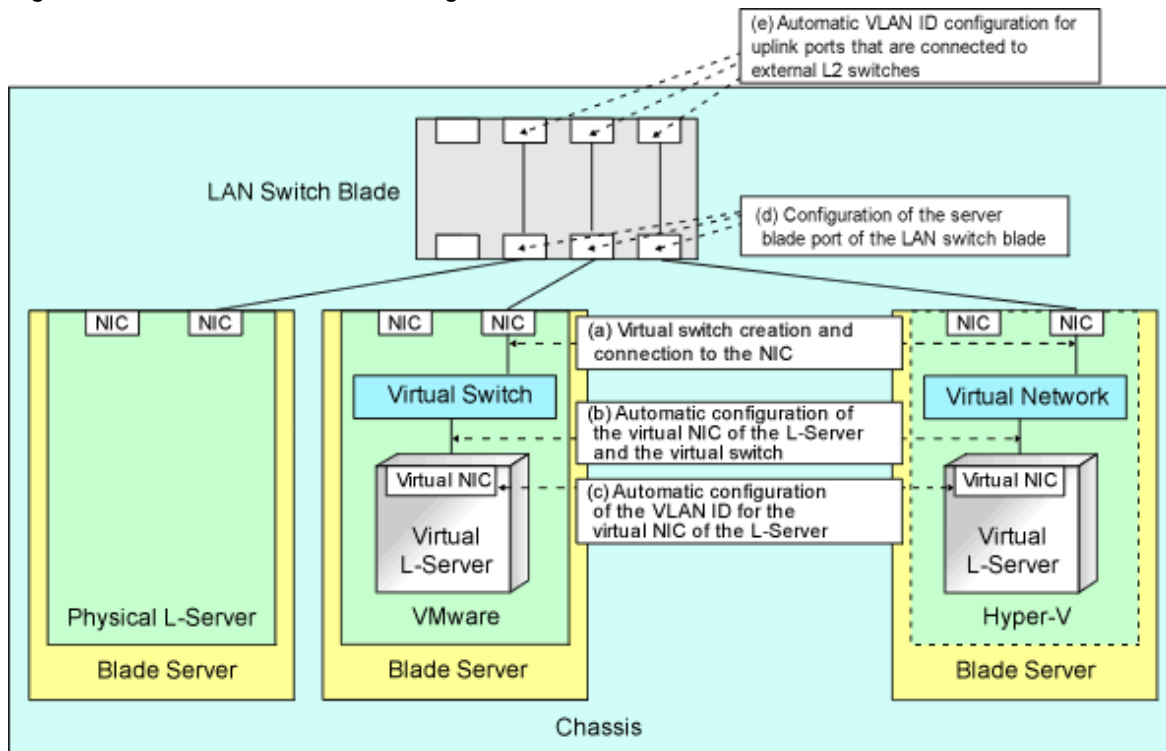 (e) Automatic VLAN ID configuration for
uplink ports that are connected to
external L2 switches
LAN Switch Blade
(d) Configuration of the server
blade port of the LAN switch blade
NIC NIC
NIC NIC
NIC NIC
(a) Virtual switch creation and
connection to the NIC
Virtual Switch
Virtual Network
(b) Automatic configuration of
the virtual NIC of the L-Server
and the virtual switch
Virtual NIC
Virtual NIC
(c) Automatic configuration
of the VLAN ID for the
virtual NIC of the L-Server
Virtual
L-Server
Virtual
L-Server
Physical L-Server
VMware
Hyper-V
Blade Server
Blade Server
Blade Server
Chassis